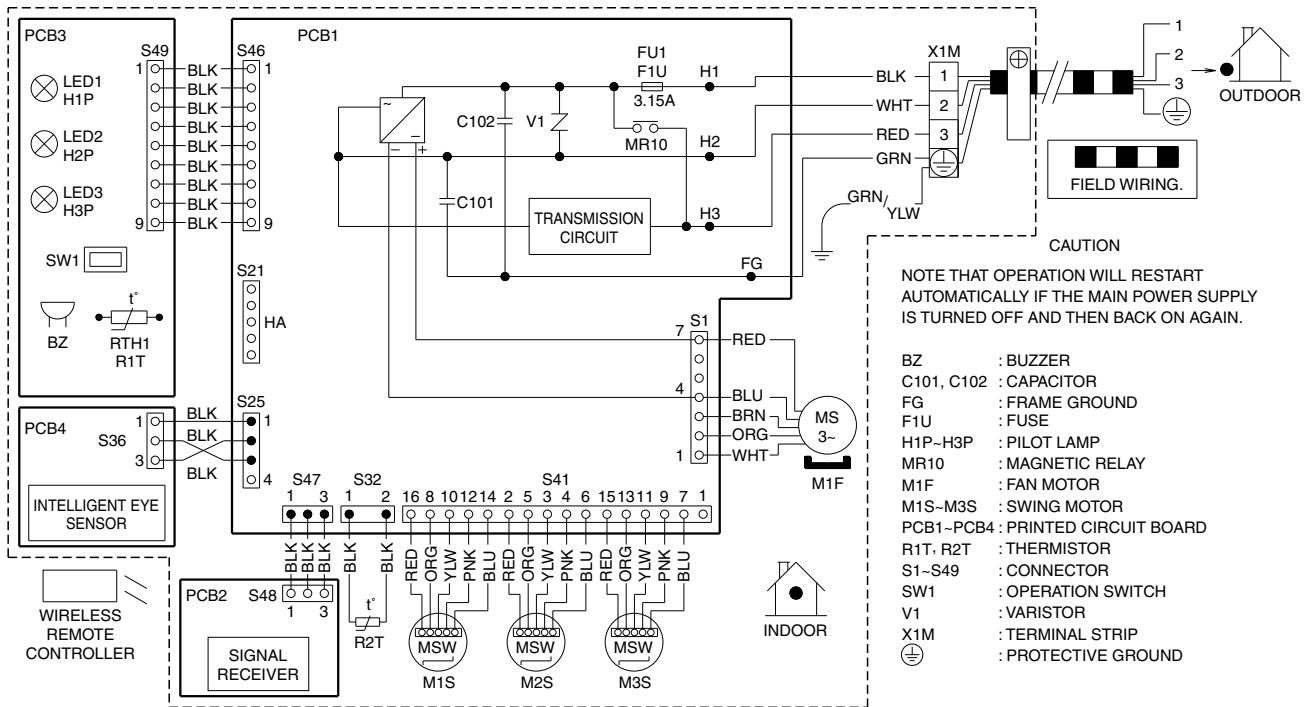 PCB3
S49
S46
PCB1
FU1
F1U
3.15A
H1
X1M
1
2
3
OUTDOOR
1
9
BLK
BLK
BLK
BLK
BLK
BLK
BLK
BLK
BLK
1
9
LED1
H1P
LED2
H2P
LED3
H3P
SW1
BZ
t°
RTH1
R1T
~
−
−
+
C102
V1
MR10
H2
C101
TRANSMISSION
CIRCUIT
H3
FG
BLK
WHT
RED
GRN
GRN/
YLW
1
2
3
FIELD WIRING.
S21
HA
CAUTION
NOTE THAT OPERATION WILL RESTART
AUTOMATICALLY IF THE MAIN POWER SUPPLY
IS TURNED OFF AND THEN BACK ON AGAIN.
S1
7
4
1
RED
BLU
BRN
ORG
WHT
MS
3~
M1F
PCB4
S36
1
3
BLK
BLK
BLK
S25
1
4
INTELLIGENT EYE
SENSOR
S47
1 3
S32
1 2
S41
16 8 10 12 14 2 5 3 4 6 15 13 11 9 7 1
BLK
BLK
BLK
BLK
BLK
RED
ORG
YLW
PNK
BLU
RED
ORG
YLW
PNK
BLU
RED
ORG
YLW
PNK
BLU
WIRELESS
REMOTE
CONTROLLER
PCB2
S48
1 3
SIGNAL
RECEIVER
t°
R2T
MSW
M1S
MSW
M2S
MSW
M3S
INDOOR
BZ : BUZZER
C101, C102 : CAPACITOR
FG : FRAME GROUND
F1U : FUSE
H1P~H3P : PILOT LAMP
MR10 : MAGNETIC RELAY
M1F : FAN MOTOR
M1S~M3S : SWING MOTOR
PCB1~PCB4 : PRINTED CIRCUIT BOARD
R1T, R2T : THERMISTOR
S1~S49 : CONNECTOR
SW1 : OPERATION SWITCH
V1 : VARISTOR
X1M : TERMINAL STRIP
: PROTECTIVE GROUND